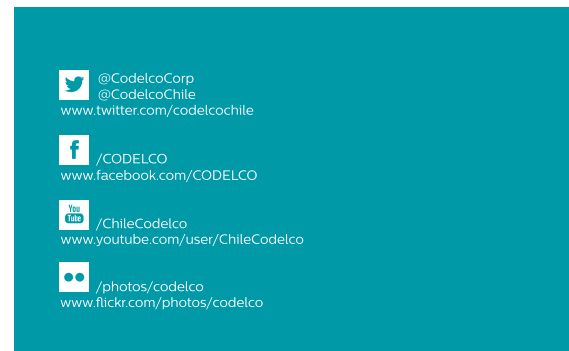 @CodelcoCorp
@CodelcoChile
www.twitter.com/codelcochile
/CODELCO
www.facebook.com/CODELCO
You
Tube
/ChileCodelco
www.youtube.com/user/ChileCodelco
/photos/codelco
www.flickr.com/photos/codelco